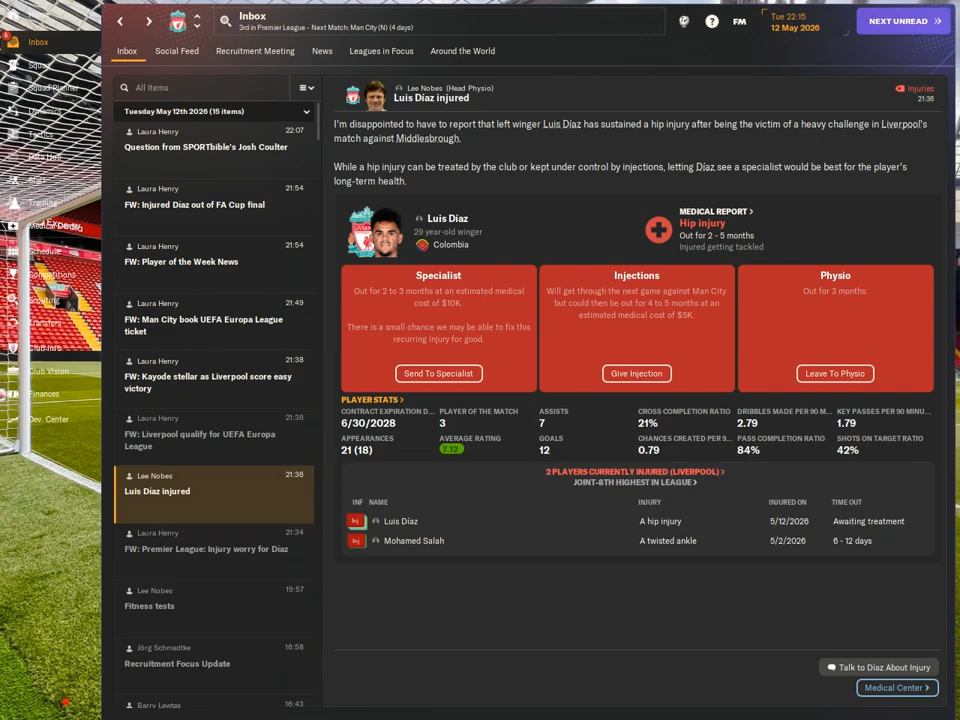 Inbox
3rd in Premier League - Next Match: Man City (N) (4 days)
FM
Tue 22:15
12 May 2026
NEXT UNREAD
5
Inbox
Squad Planner
Schedule
Competitions
Scouting
Transfers
Club Info
Club Vision
Finances
Dev. Center
Inbox
Social Feed
Recruitment Meeting
News
Leagues in Focus
Around the World
All Items
Tuesday May 12th 2026 (15 items)
Laura Henry 22:07
Question from SPORTbible's Josh Coulter
Laura Henry 21:54
FW: Injured Díaz out of FA Cup final
Laura Henry 21:54
FW: Player of the Week News
Laura Henry 21:49
FW: Man City book UEFA Europa League
ticket
Laura Henry 21:38
FW: Kayode stellar as Liverpool score easy
victory
Laura Henry 21:38
FW: Liverpool qualify for UEFA Europa
League
Lee Nobes 21:36
Luis Díaz injured
Laura Henry 21:34
FW: Premier League: Injury worry for Díaz
Lee Nobes 19:57
Fitness tests
Jörg Schmadtke 16:58
Recruitment Focus Update
Barry Lewtas 16:43
Lee Nobes (Head Physio)
Luis Díaz injured
Injuries
21:36
I'm disappointed to have to report that left winger Luis Díaz has sustained a hip injury after being the victim of a heavy challenge in Liverpool's
match against Middlesbrough.
While a hip injury can be treated by the club or kept under control by injections, letting Díaz see a specialist would be best for the player's
long-term health.
Luis Díaz
29 year-old winger
Colombia
MEDICAL REPORT >
Hip injury
Out for 2 - 5 months
Injured getting tackled
Specialist
Out for 2 to 3 months at an estimated medical
cost of $10K.
There is a small chance we may be able to fix this
recurring injury for good.
Send To Specialist
Injections
Will get through the next game against Man City
but could then be out for 4 to 5 months at an
estimated medical cost of $5K.
Give Injection
Physio
Out for 3 months.
Leave To Physio
PLAYER STATS >
CONTRACT EXPIRATION D... PLAYER OF THE MATCH ASSISTS CROSS COMPLETION RATIO DRIBBLES MADE PER 90 M... KEY PASSES PER 90 MINU...
6/30/2028 3 7 21% 2.79 1.79
APPEARANCES AVERAGE RATING GOALS CHANCES CREATED PER 9... PASS COMPLETION RATIO SHOTS ON TARGET RATIO
21 (18) 7.12 12 0.79 84% 42%
2 PLAYERS CURRENTLY INJURED (LIVERPOOL) >
JOINT-8TH HIGHEST IN LEAGUE >
INF NAME INJURY INJURED ON TIME OUT
Inj Luis Díaz A hip injury 5/12/2026 Awaiting treatment
Inj Mohamed Salah A twisted ankle 5/2/2026 6 - 12 days
Talk to Díaz About Injury
Medical Center >